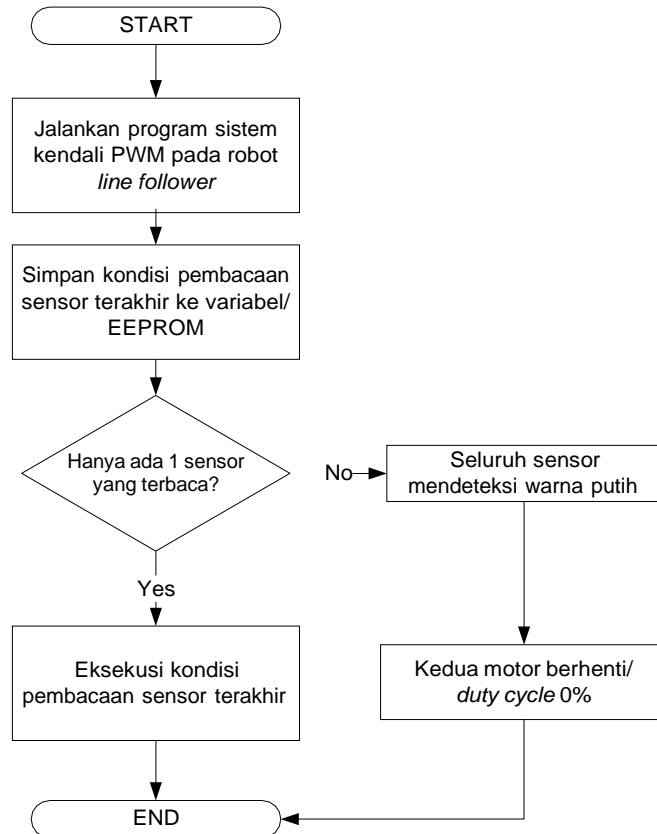 START
Jalankan program sistem
kendali PWM pada robot
line follower
Simpan kondisi pembacaan
sensor terakhir ke variabel/
EEPROM
Hanya ada 1 sensor
yang terbaca?
No
Seluruh sensor
mendeteksi warna putih
Yes
Eksekusi kondisi
pembacaan sensor terakhir
Kedua motor berhenti/
duty cycle 0%
END